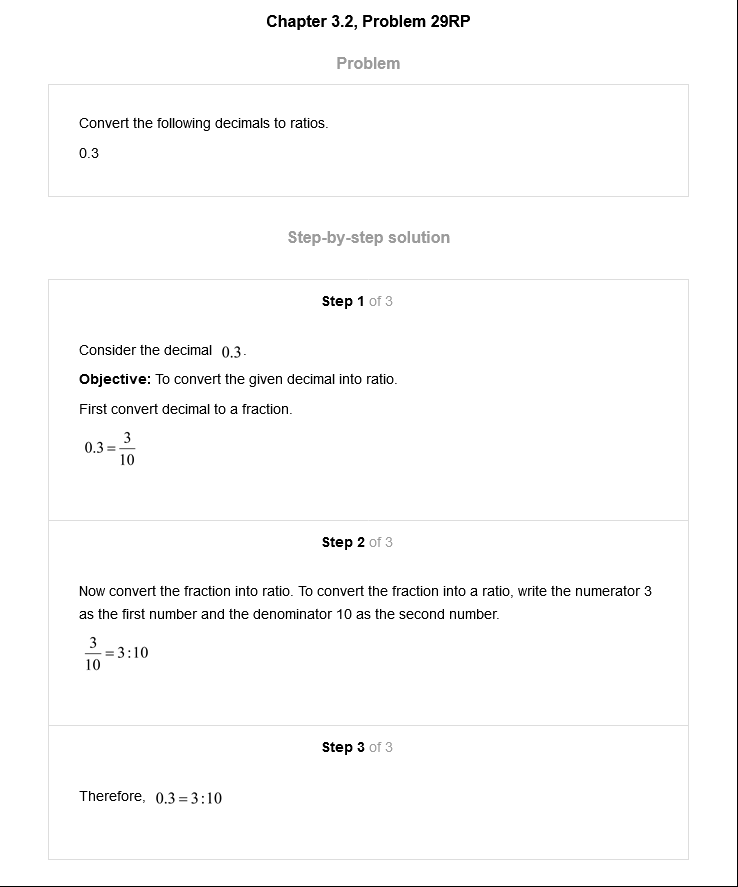 Chapter 3.2, Problem 29RP
Problem
Convert the following decimals to ratios.
0.3
Step-by-step solution
Step 1 of 3
Consider the decimal 0.3.
Objective: To convert the given decimal into ratio.
First convert decimal to a fraction.
0.3 = 3/10
Step 2 of 3
Now convert the fraction into ratio. To convert the fraction into a ratio, write the numerator 3
as the first number and the denominator 10 as the second number.
3/10 = 3:10
Step 3 of 3
Therefore, 0.3 = 3:10